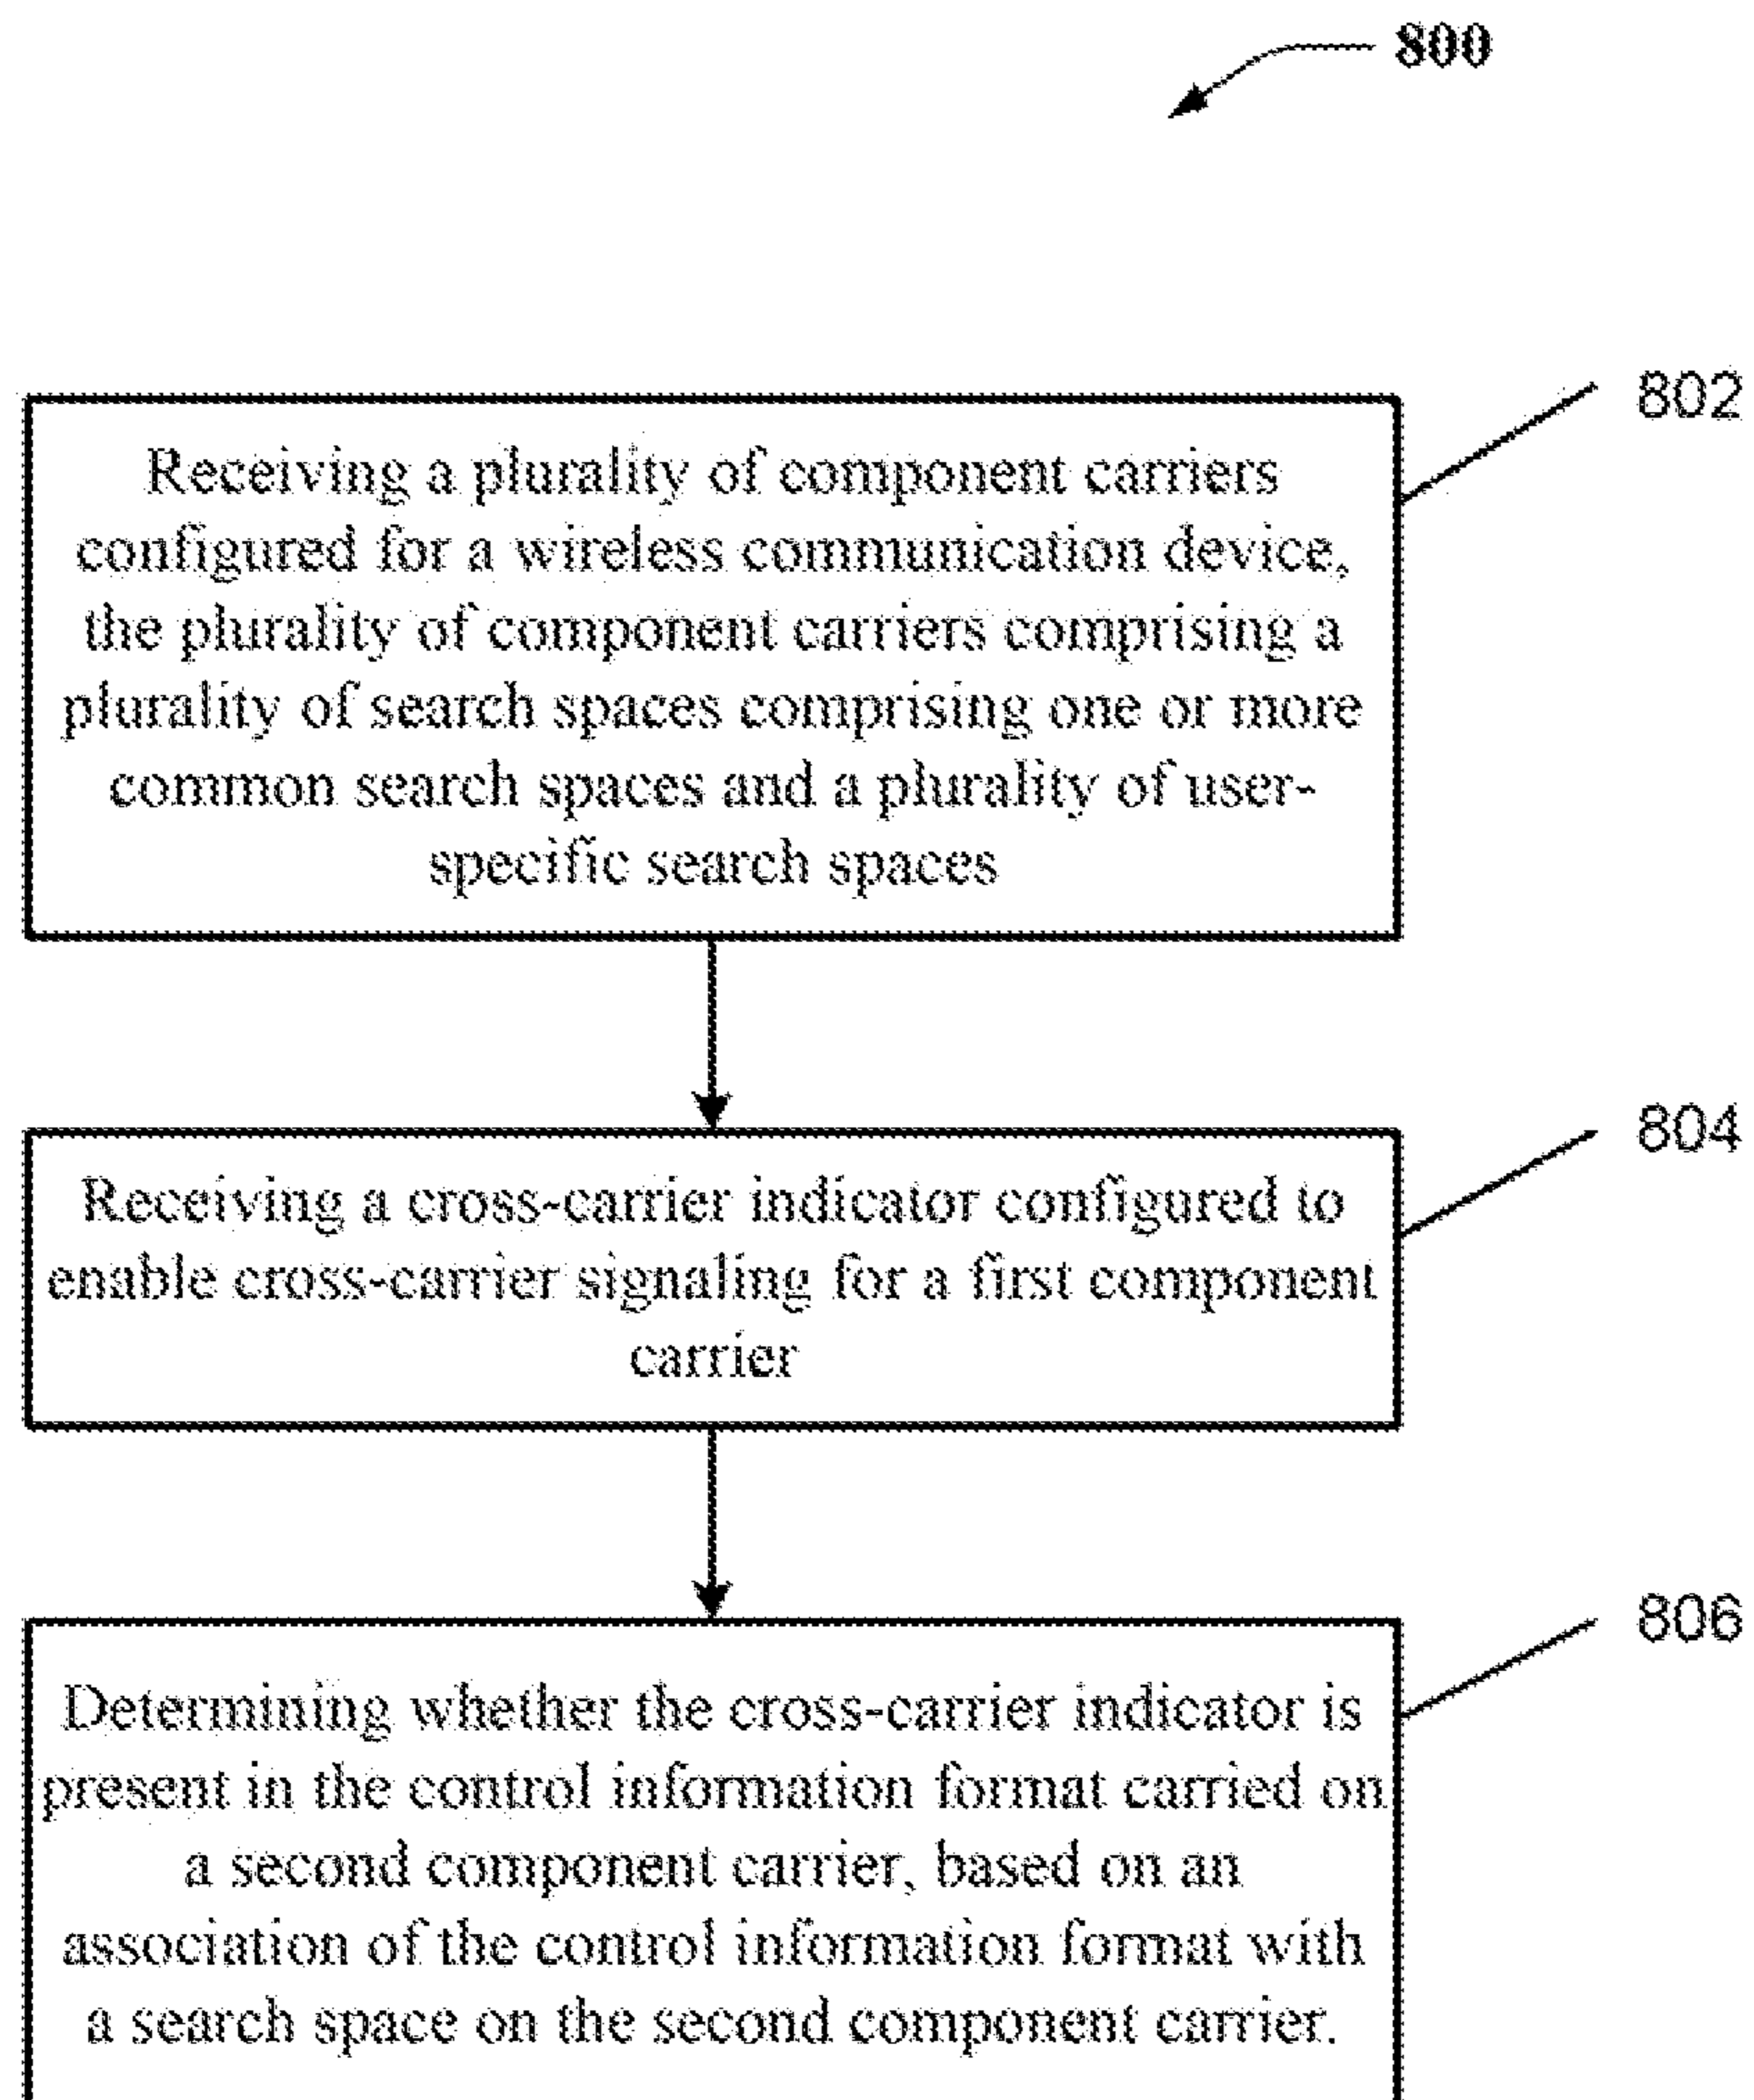 800
802
Receiving a plurality of component carriers
configured for a wireless communication device,
the plurality of component carriers comprising a
plurality of search spaces comprising one or more
common search spaces and a plurality of user-
specific search spaces
804
Receiving a cross-carrier indicator configured to
enable cross-carrier signaling for a first component
carrier
806
Determining whether the cross-carrier indicator is
present in the control information format carried on
a second component carrier, based on an
association of the control information format with
a search space on the second component carrier.